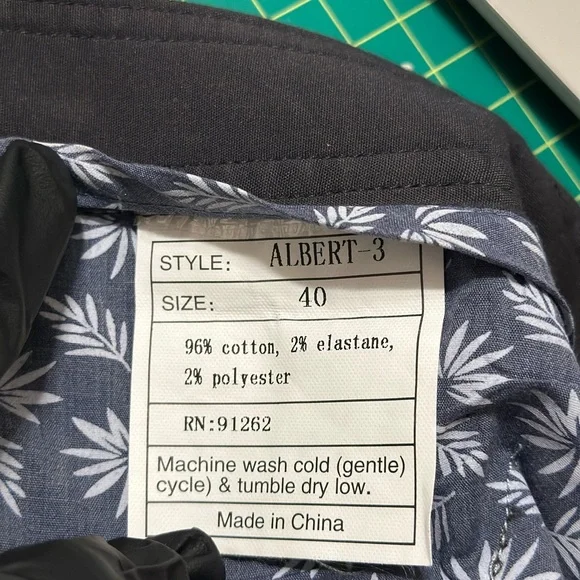 STYLE: ALBERT-3
SIZE: 40
96% cotton, 2% elastane,
2% polyester
RN:91262
Machine wash cold (gentle)
cycle) & tumble dry low.
Made in China